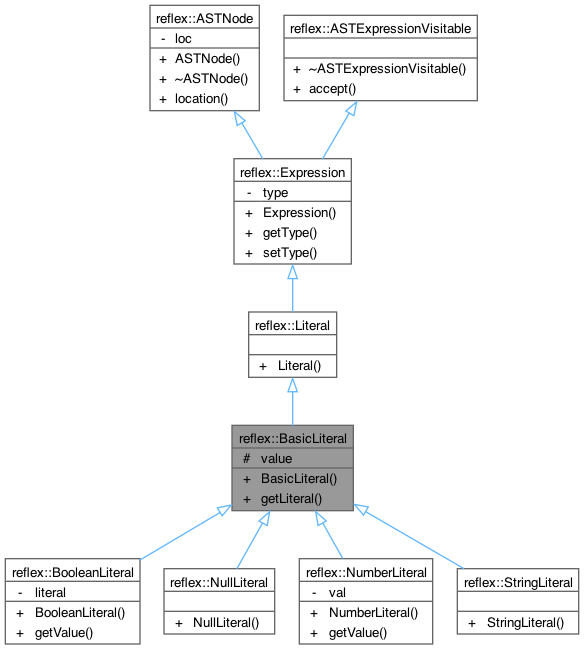 reflex::ASTNode
- loc
+ ASTNode()
+ ~ASTNode()
+ location()
reflex::ASTExpressionVisitable
+ ~ASTExpressionVisitable()
+ accept()
reflex::Expression
- type
+ Expression()
+ getType()
+ setType()
reflex::Literal
+ Literal()
reflex::BasicLiteral
# value
+ BasicLiteral()
+ getLiteral()
reflex::BooleanLiteral
- literal
+ BooleanLiteral()
+ getValue()
reflex::NullLiteral
+ NullLiteral()
reflex::NumberLiteral
- val
+ NumberLiteral()
+ getValue()
reflex::StringLiteral
+ StringLiteral()